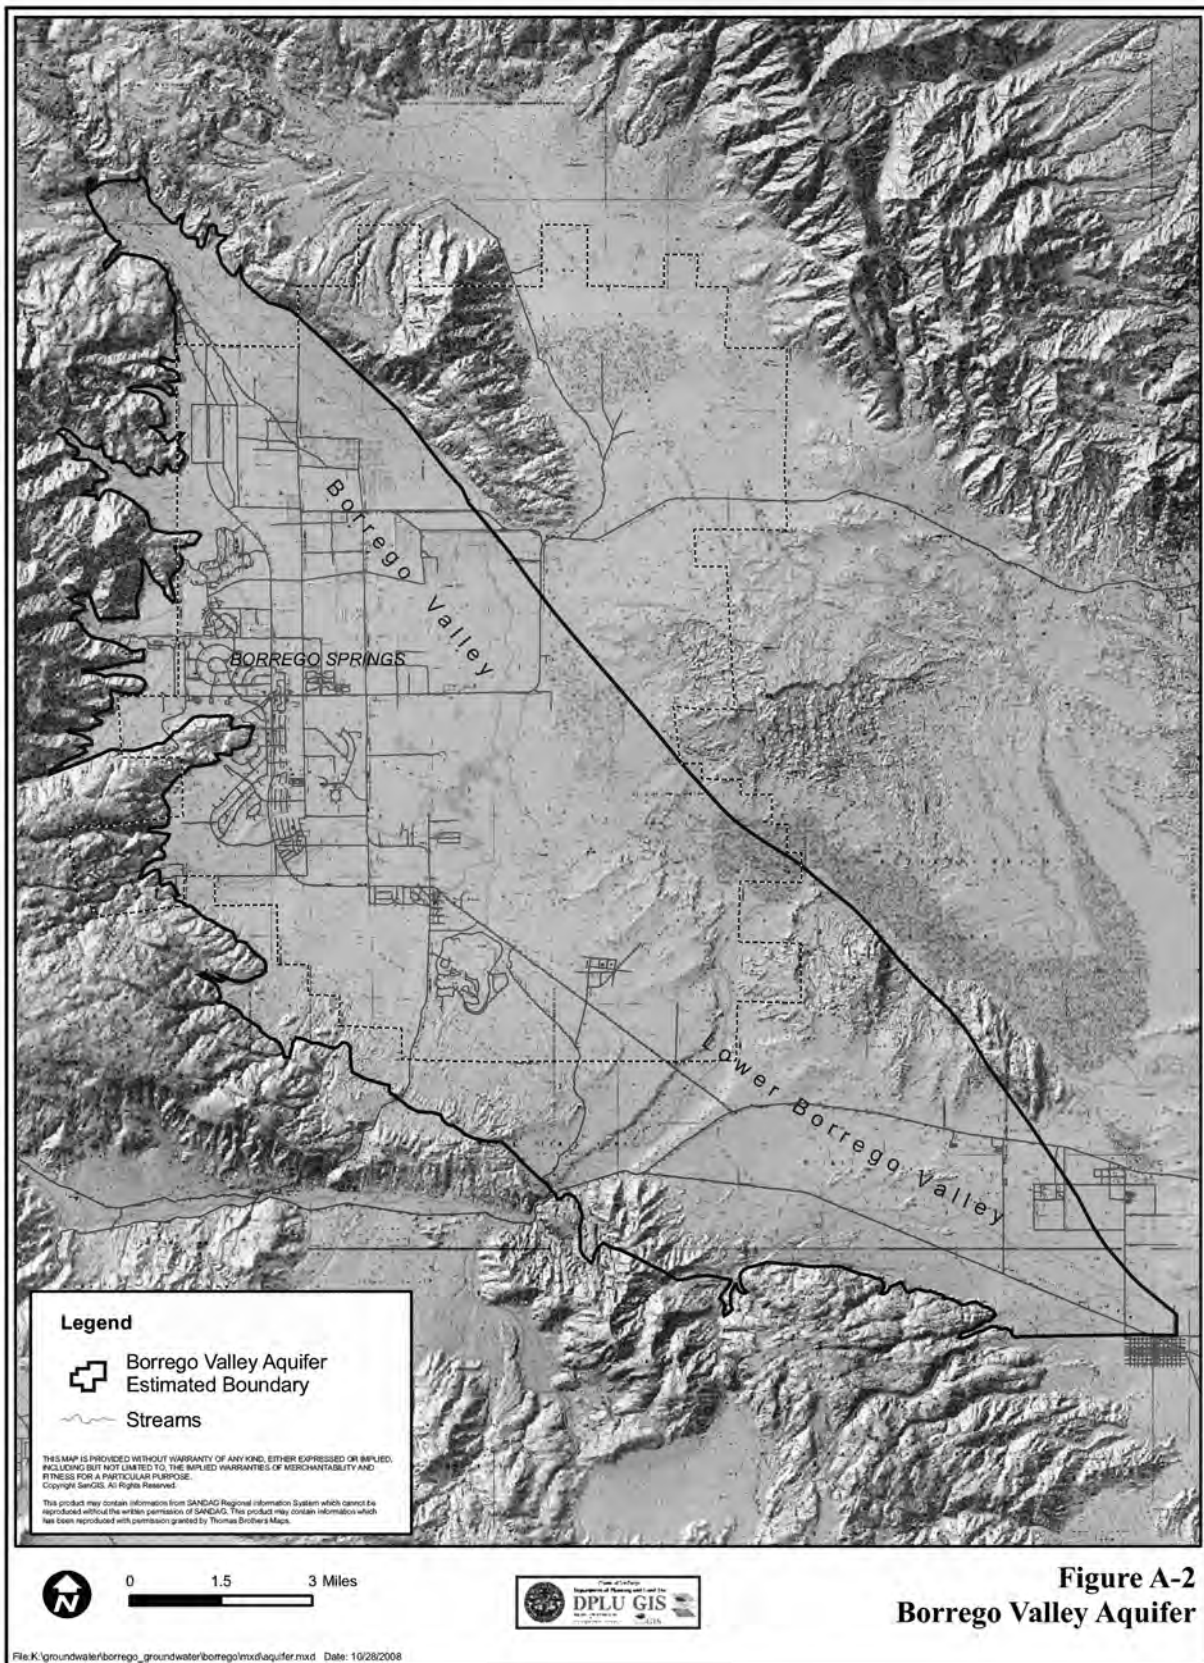 Borrego Valley
BORREGO SPRINGS
Lower Borrego Valley
Legend
Borrego Valley Aquifer
Estimated Boundary
Streams
THIS MAP IS PROVIDED WITHOUT WARRANTY OF ANY KIND, EITHER EXPRESSED OR IMPLIED,
INCLUDING BUT NOT LIMITED TO, THE IMPLIED WARRANTIES OF MERCHANTABILITY AND
FITNESS FOR A PARTICULAR PURPOSE.
Copyright SanGIS. All Rights Reserved.
This product may contain information from SANDAG Regional Information System which cannot be
reproduced without the written permission of SANDAG. This product may contain information which
has been reproduced with permission granted by Thomas Brothers Maps.
N
0 1.5 3 Miles
DPLU GIS
Figure A-2
Borrego Valley Aquifer
File:K:\groundwater\borrego_groundwater\borrego\mxd\aquifer.mxd Date: 10/28/2008